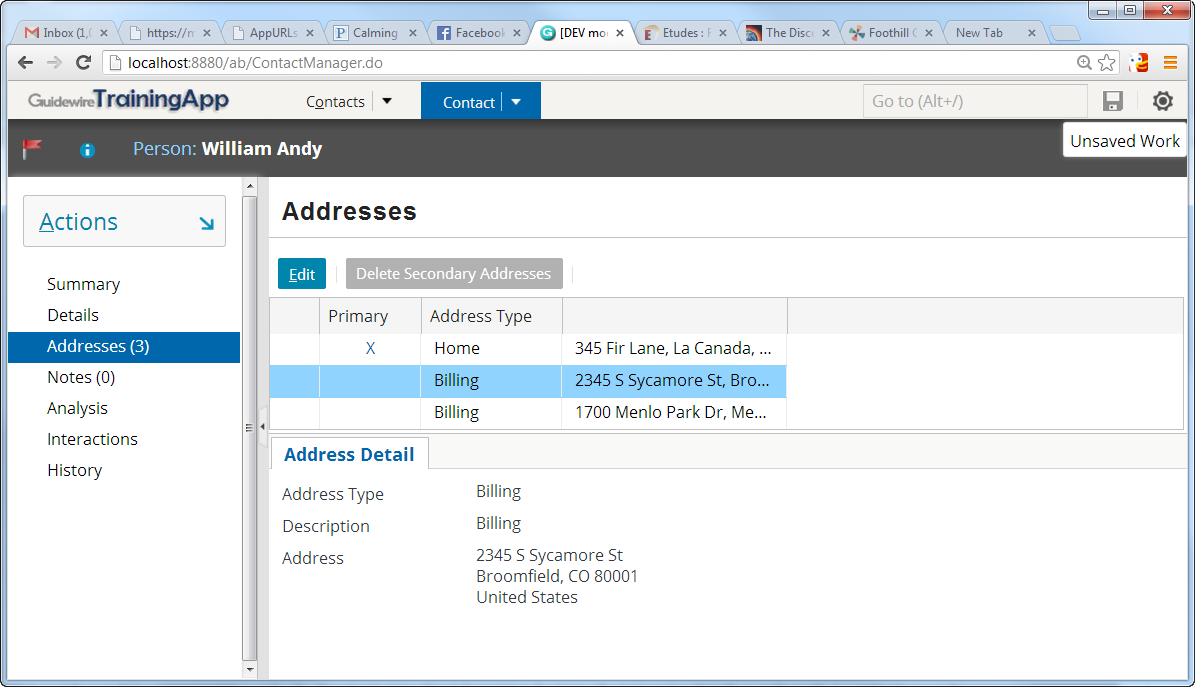 Inbox (1,( https://n AppURLs Calming Facebook [DEV mo Etudes : F The Disc Foothill C New Tab
localhost:8880/ab/ContactManager.do
Guidewire TrainingApp Contacts Contact Go to (Alt+/)
Person: William Andy Unsaved Work
Actions
Summary
Details
Addresses (3)
Notes (0)
Analysis
Interactions
History
Addresses
Edit Delete Secondary Addresses
Primary Address Type
X Home 345 Fir Lane, La Canada, ...
Billing 2345 S Sycamore St, Bro...
Billing 1700 Menlo Park Dr, Me...
Address Detail
Address Type Billing
Description Billing
Address 2345 S Sycamore St
Broomfield, CO 80001
United States